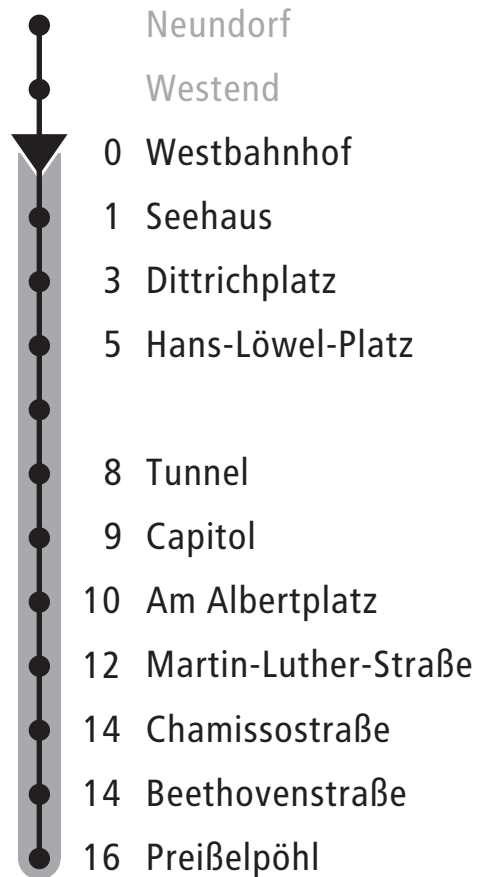 Neundorf
Westend
0 Westbahnhof
1 Seehaus
3 Dittrichplatz
5 Hans-Löwel-Platz
8 Tunnel
9 Capitol
10 Am Albertplatz
12 Martin-Luther-Straße
14 Chamissostraße
14 Beethovenstraße
16 Preißelpöhl